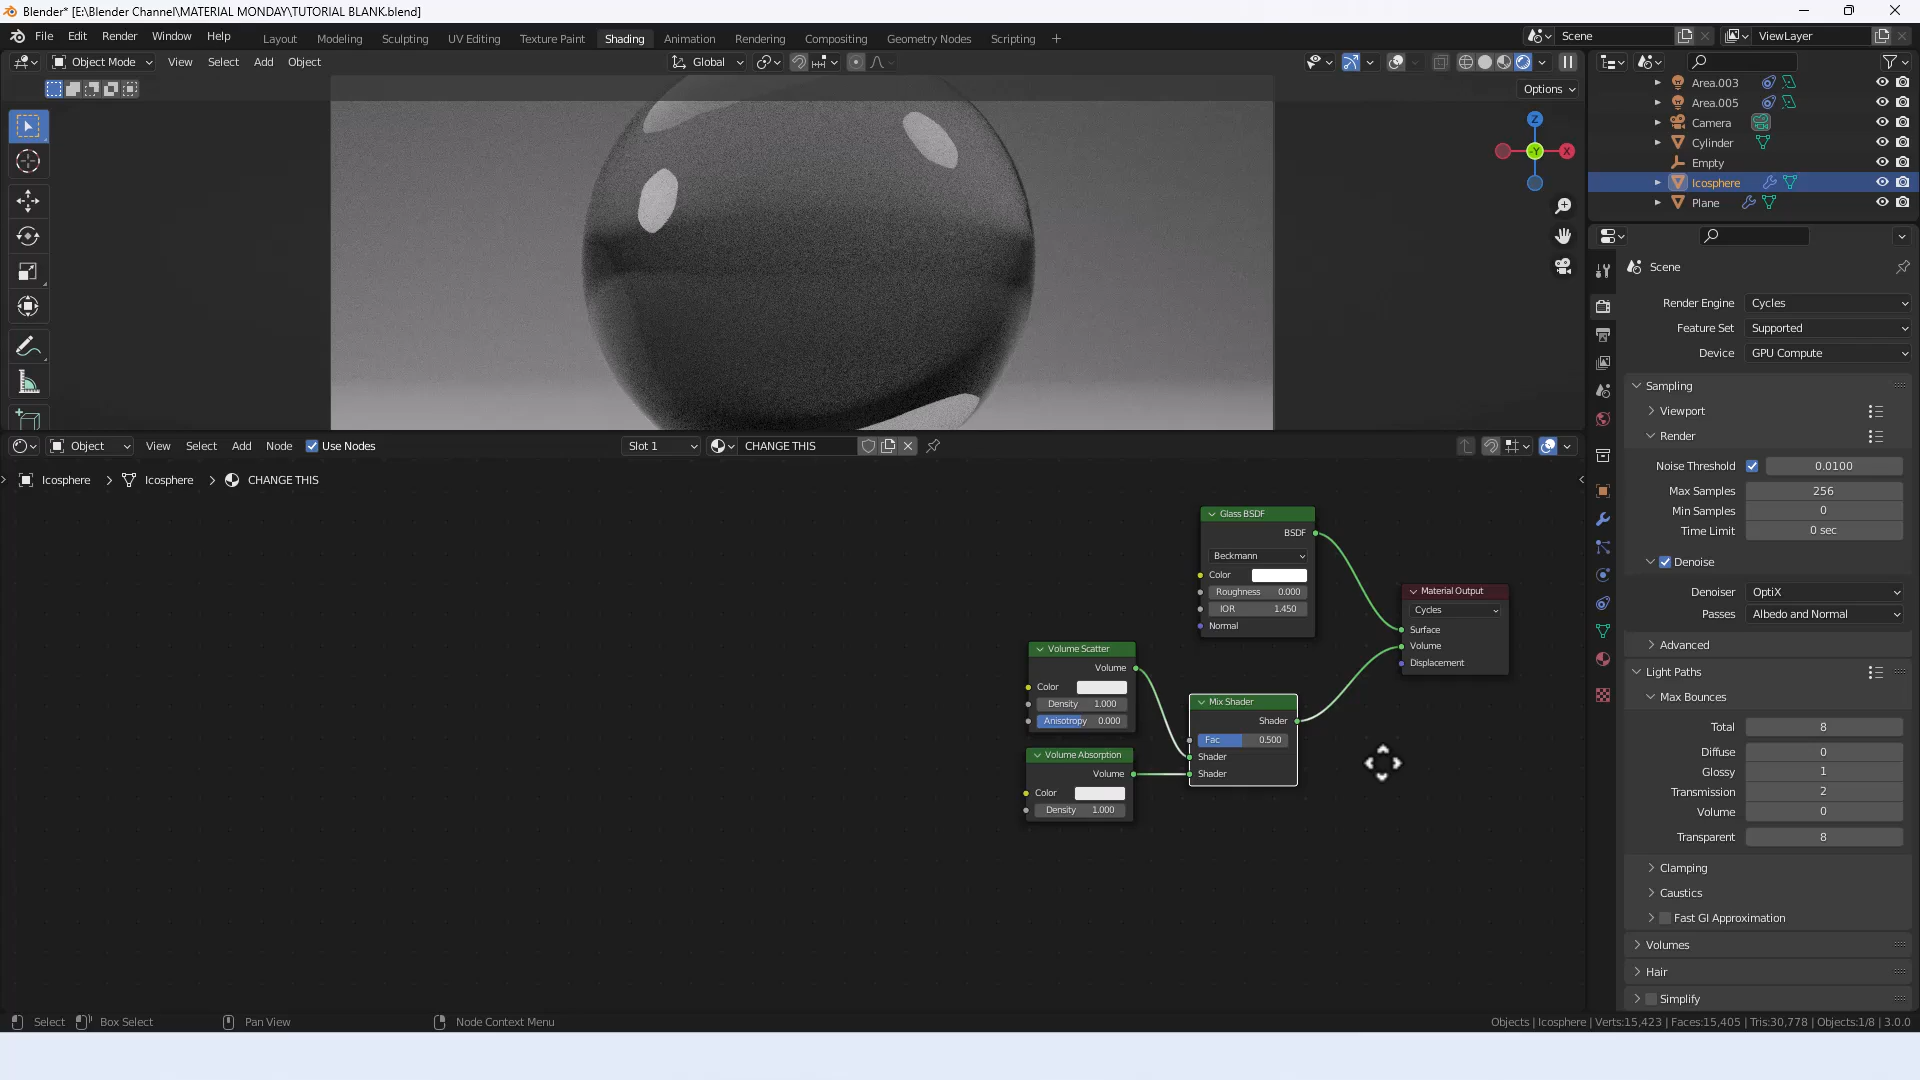 Blender* [E:\Blender Channel\MATERIAL MONDAY\TUTORIAL BLANK.blend]
File Edit Render Window Help
Layout Modeling Sculpting UV Editing Texture Paint Shading Animation Rendering Compositing Geometry Nodes Scripting +
Scene
ViewLayer
Object Mode View Select Add Object
Global
Options
Z
-Y
X
Area.003
Area.005
Camera
Cylinder
Empty
Icosphere
Plane
Scene
Render Engine Cycles
Feature Set Supported
Device GPU Compute
Sampling
Viewport
Render
Noise Threshold 0.0100
Max Samples 256
Min Samples 0
Time Limit 0 sec
Denoise
Denoiser OptiX
Passes Albedo and Normal
Advanced
Light Paths
Max Bounces
Total 8
Diffuse 0
Glossy 1
Transmission 2
Volume 0
Transparent 8
Clamping
Caustics
Fast GI Approximation
Volumes
Hair
Simplify
Object View Select Add Node Use Nodes
Slot 1
CHANGE THIS
Icosphere > Icosphere > CHANGE THIS
Glass BSDF
BSDF
Beckmann
Color
Roughness 0.000
IOR 1.450
Normal
Material Output
Cycles
Surface
Volume
Displacement
Volume Scatter
Volume
Color
Density 1.000
Anisotropy 0.000
Mix Shader
Shader
Fac 0.500
Shader
Shader
Volume Absorption
Volume
Color
Density 1.000
Select Box Select Pan View Node Context Menu
Objects | Icosphere | Verts:15,423 | Faces:15,405 | Tris:30,778 | Objects:1/8 | 3.0.0